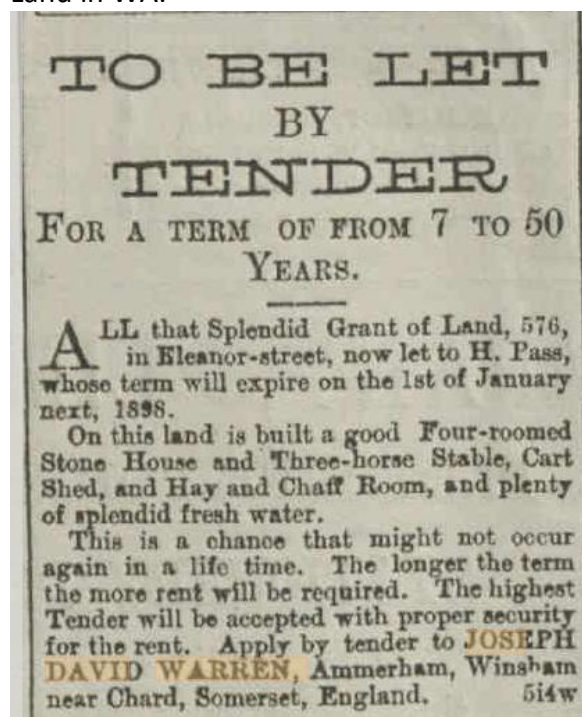 Land in WA.
TO BE LET
BY
TENDER
FOR A TERM OF FROM 7 TO 50
YEARS.
ALL that Splendid Grant of Land, 576,
in Eleanor-street, now let to H. Pass,
whose term will expire on the 1st of January
next, 1898.
On this land is built a good Four-roomed
Stone House and Three-horse Stable, Cart
Shed, and Hay and Chaff Room, and plenty
of splendid fresh water.
This is a chance that might not occur
again in a life time. The longer the term
the more rent will be required. The highest
Tender will be accepted with proper security
for the rent. Apply by tender to JOSEPH
DAVID WARREN, Ammerham, Winsham
near Chard, Somerset, England. 5i4w